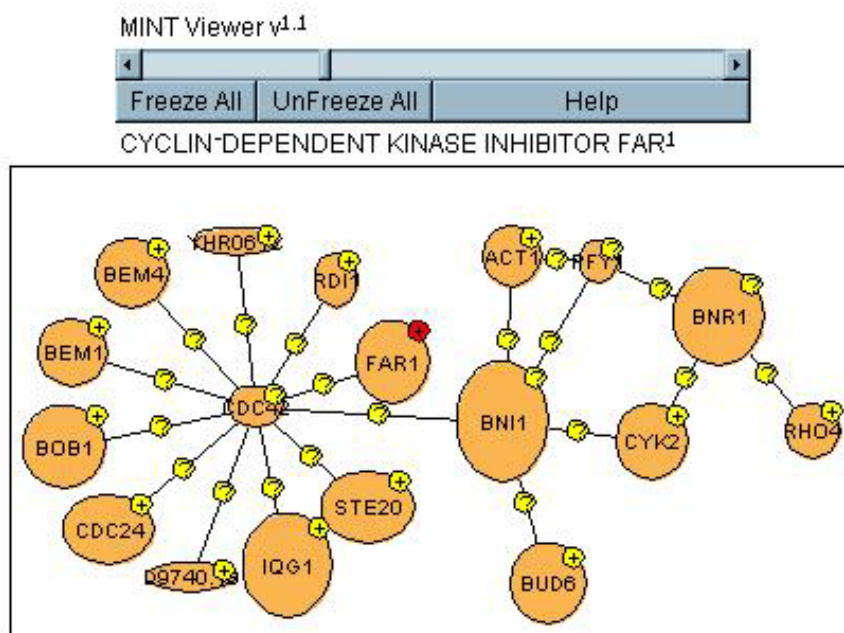 MINT Viewer v1.1
Freeze All UnFreeze All Help
CYCLIN-DEPENDENT KINASE INHIBITOR FAR1
BEM4
RDI1
ACT1
BNR1
BEM1
FAR1
CDC42
BNI1
CYK2
RHO4
BOB1
CDC24
STE20
IQG1
BUD6